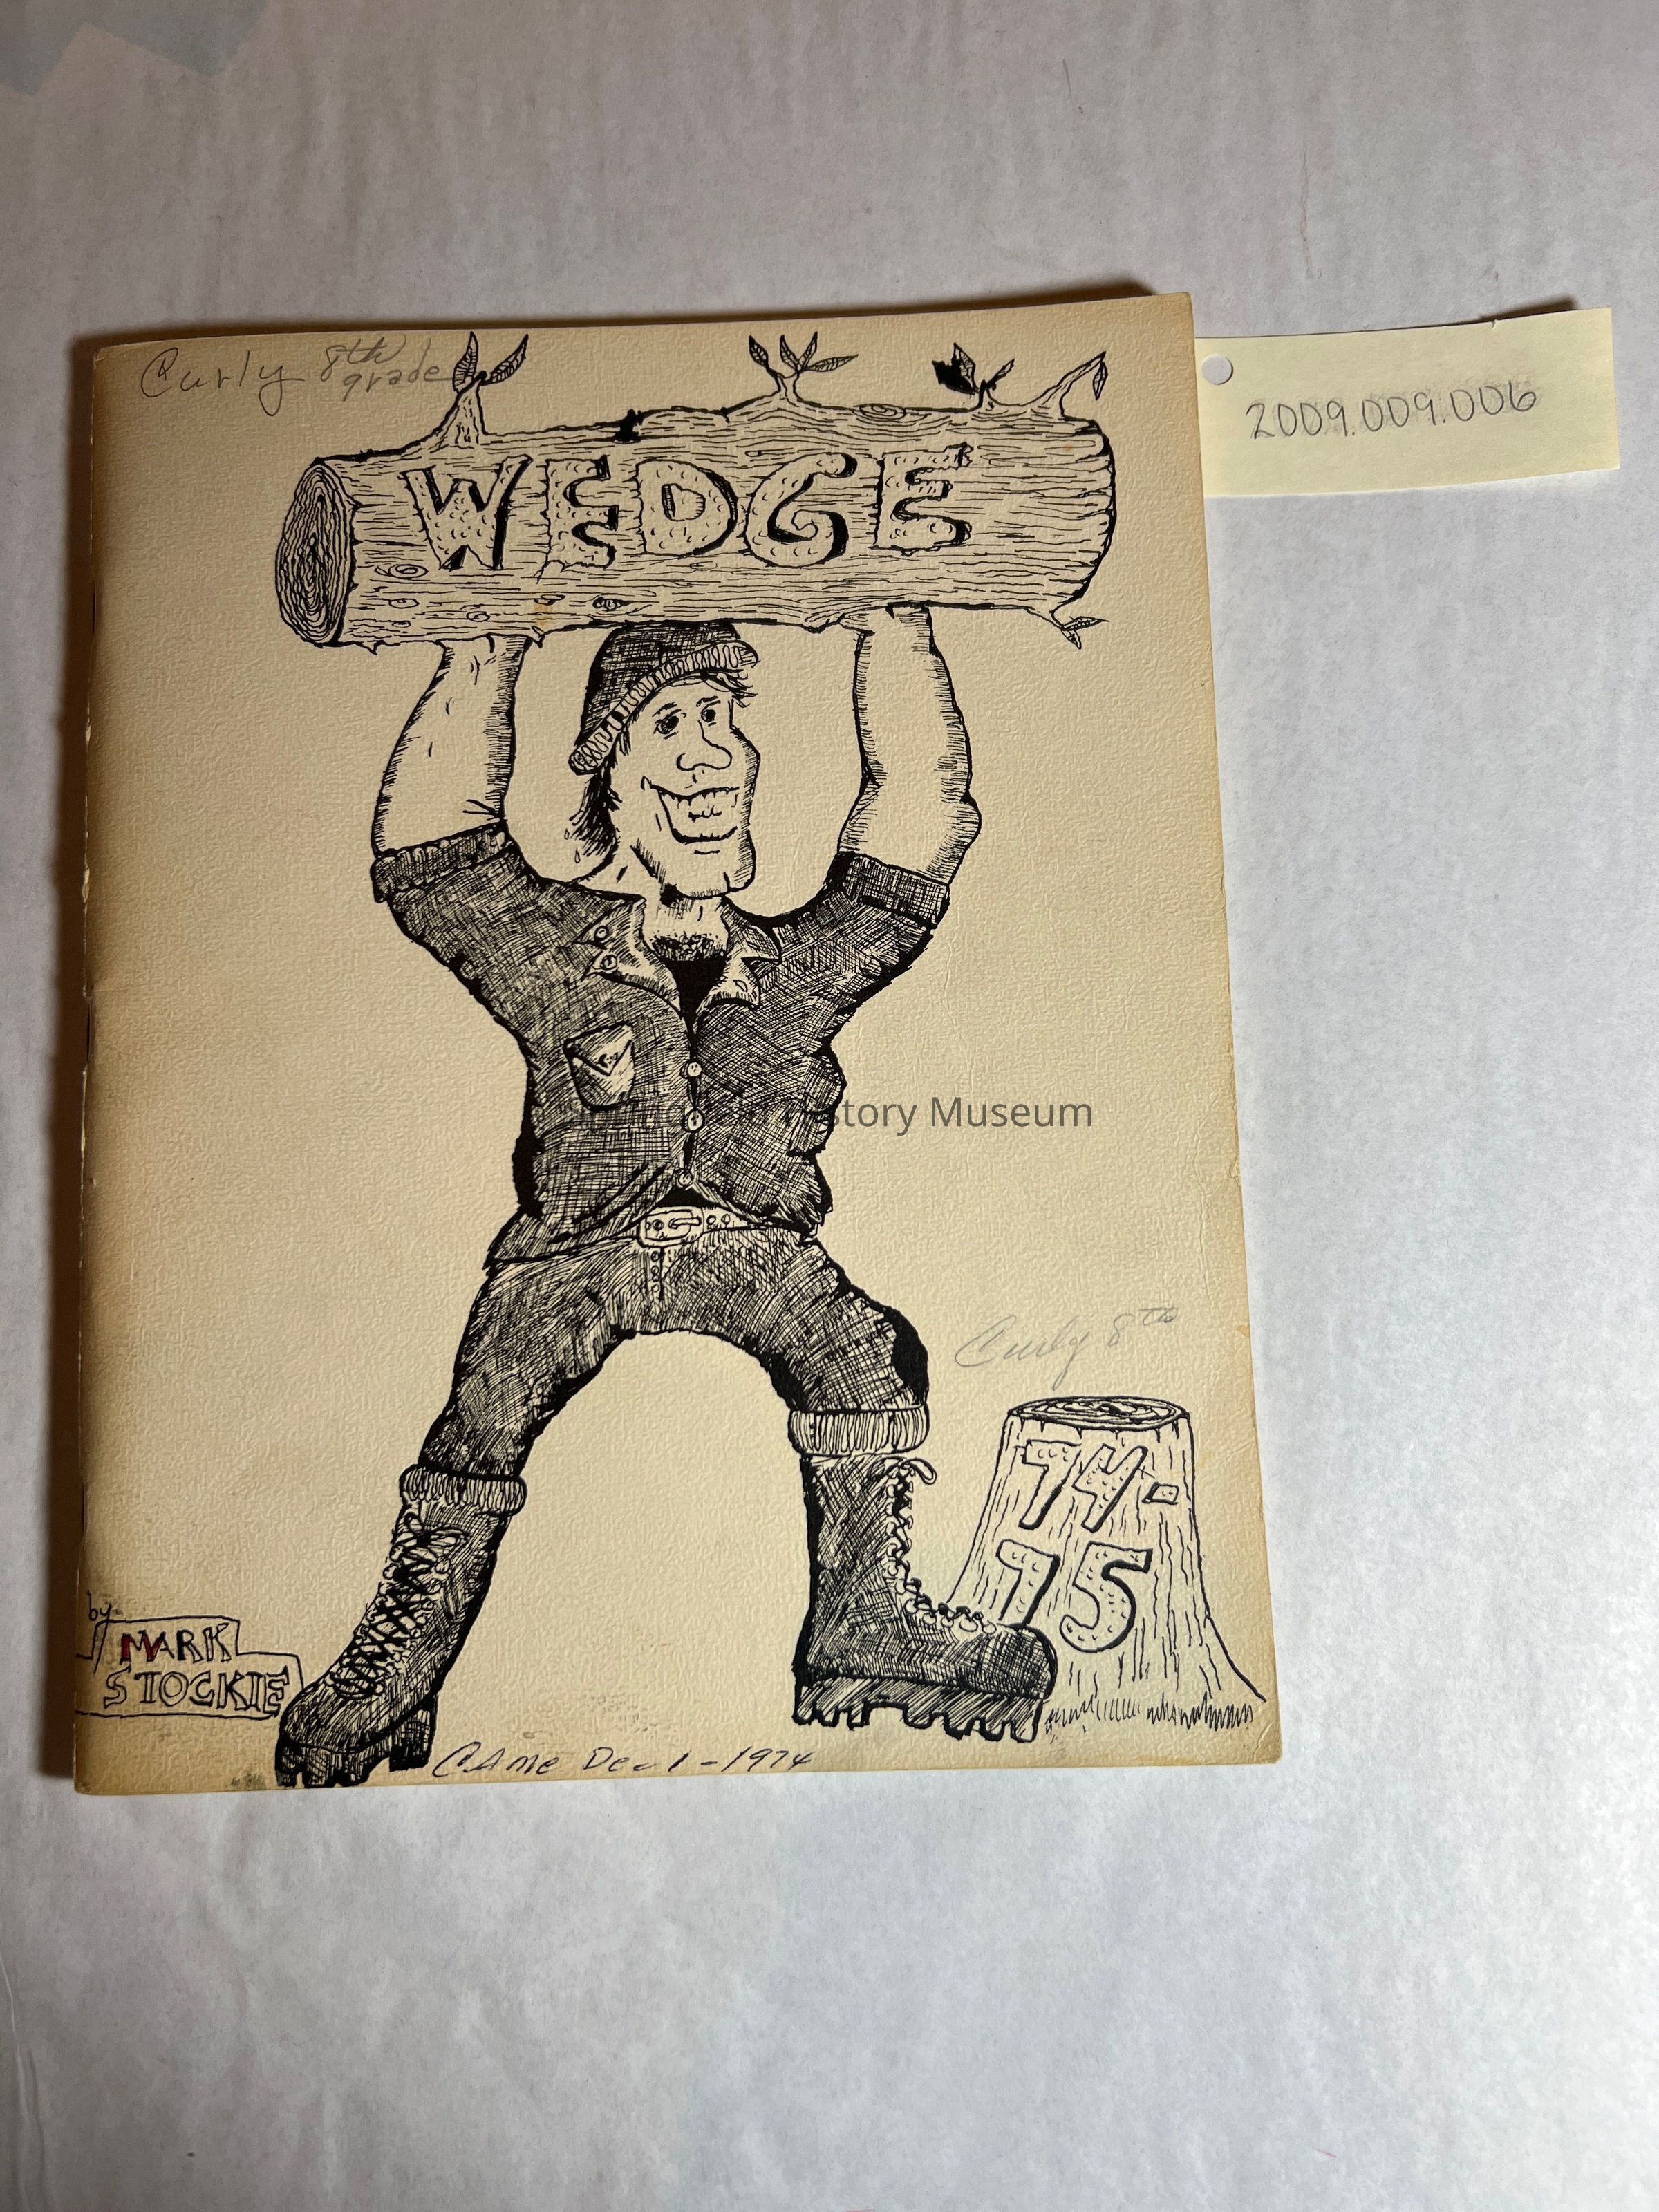 Curly 8th grade
2009.009.006
WEDGE
History Museum
Curly 8th
74-
75
by
MARK
STOCKIE
CAME Dec 1-1974